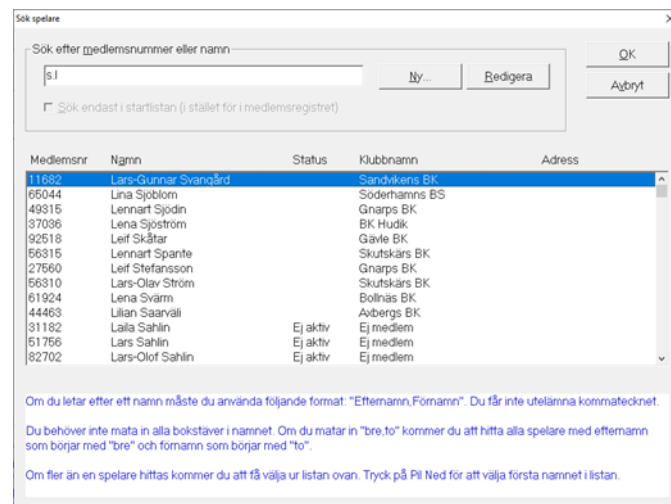 Sök spelare
Sök efter medlemsnummer eller namn
s.l
Ny...
Redigera
OK
Avbryt
Sök endast i startlistan (i stället för i medlemsregistret)
Medlemsnr Namn Status Klubbnamn Adress
11682 Lars-Gunnar Svangård Sandvikens BK
65044 Lina Sjöblom Söderhamns BS
49315 Lennart Sjödin Gnarps BK
37036 Lena Sjöström BK Hudik
92518 Leif Skåtar Gävle BK
56315 Lennart Spante Skutskärs BK
27560 Leif Stefansson Gnarps BK
56310 Lars-Olav Ström Skutskärs BK
61924 Lena Svärm Bollnäs BK
44463 Lilian Saarväli Axbergs BK
31182 Laila Sahlin Ej aktiv Ej medlem
51756 Lars Sahlin Ej aktiv Ej medlem
82702 Lars-Olof Sahlin Ej aktiv Ej medlem
Om du letar efter ett namn måste du använda följande format: "Efternamn,Förnamn". Du får inte utelämna kommatecknet.
Du behöver inte mata in alla bokstäver i namnet. Om du matar in "bre,to" kommer du att hitta alla spelare med efternamn
som börjar med "bre" och förnamn som börjar med "to".
Om fler än en spelare hittas kommer du att få välja ur listan ovan. Tryck på Pil Ned för att välja första namnet i listan.